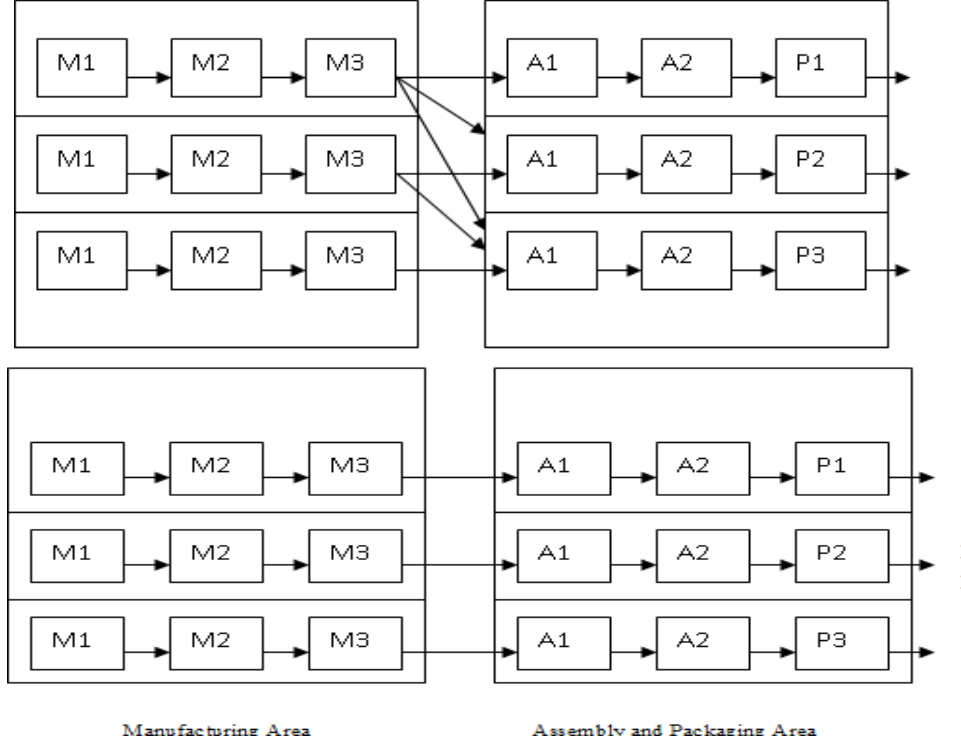 M1 M2 M3 A1 A2 P1
M1 M2 M3 A1 A2 P2
M1 M2 M3 A1 A2 P3
M1 M2 M3 A1 A2 P1
M1 M2 M3 A1 A2 P2
M1 M2 M3 A1 A2 P3
Manufacturing Area Assembly and Packaging Area